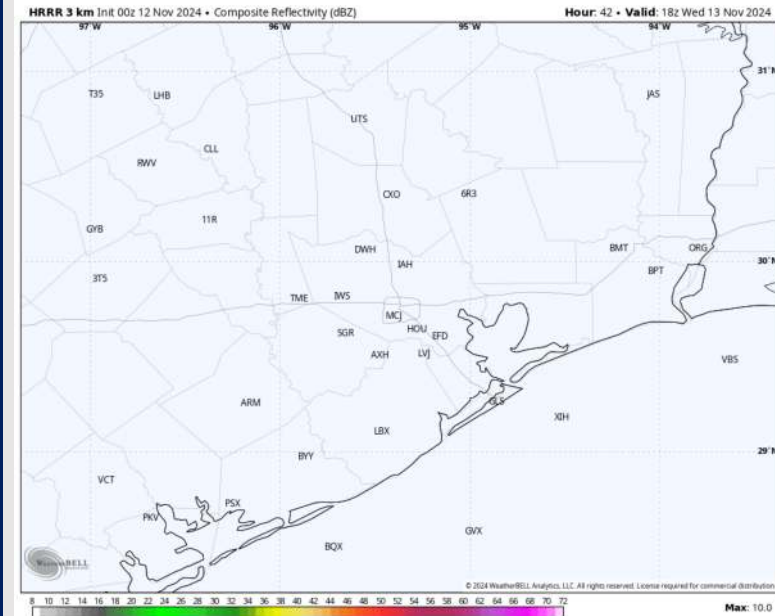 HRRR 3 km Init 00z 12 Nov 2024 • Composite Reflectivity (dBZ) Hour: 42 • Valid: 18z Wed 13 Nov 2024
97°W 96°W 95°W 94°W
31°N
T35 LHB JAS
UTS
CLL
RWV
CXO 6R3
11R
GYB
DWH BMT ORG
IAH 30°N
BPT
3T5
TME IWS
MCJ
SGR HOU EFD
AXH LVJ VBS
ARM GLS
XIH
LBX
BYY 29°N
VCT
PSX
PKV
GVX
BQX
WeatherBELL
© 2024 WeatherBELL Analytics, LLC. All rights reserved. License required for commercial distribution.
8 10 12 14 16 18 20 22 24 26 28 30 32 34 36 38 40 42 44 46 48 50 52 54 56 58 60 62 64 66 68 70 72
Max: 10.0